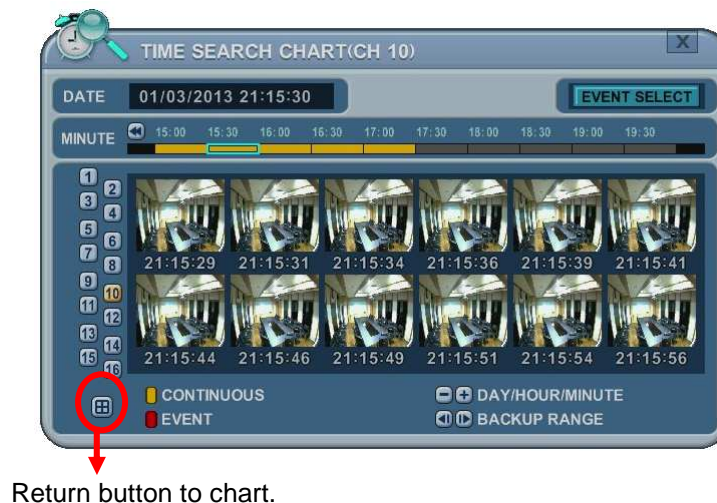 TIME SEARCH CHART(CH 10)
X
DATE 01/03/2013 21:15:30 EVENT SELECT
MINUTE 15:00 15:30 16:00 16:30 17:00 17:30 18:00 18:30 19:00 19:30
1
2
3
4
5
6
7
8
9
10
11
12
13
14
15
16
21:15:29 21:15:31 21:15:34 21:15:36 21:15:39 21:15:41
21:15:44 21:15:46 21:15:49 21:15:51 21:15:54 21:15:56
CONTINUOUS
EVENT
DAY/HOUR/MINUTE
BACKUP RANGE
Return button to chart.